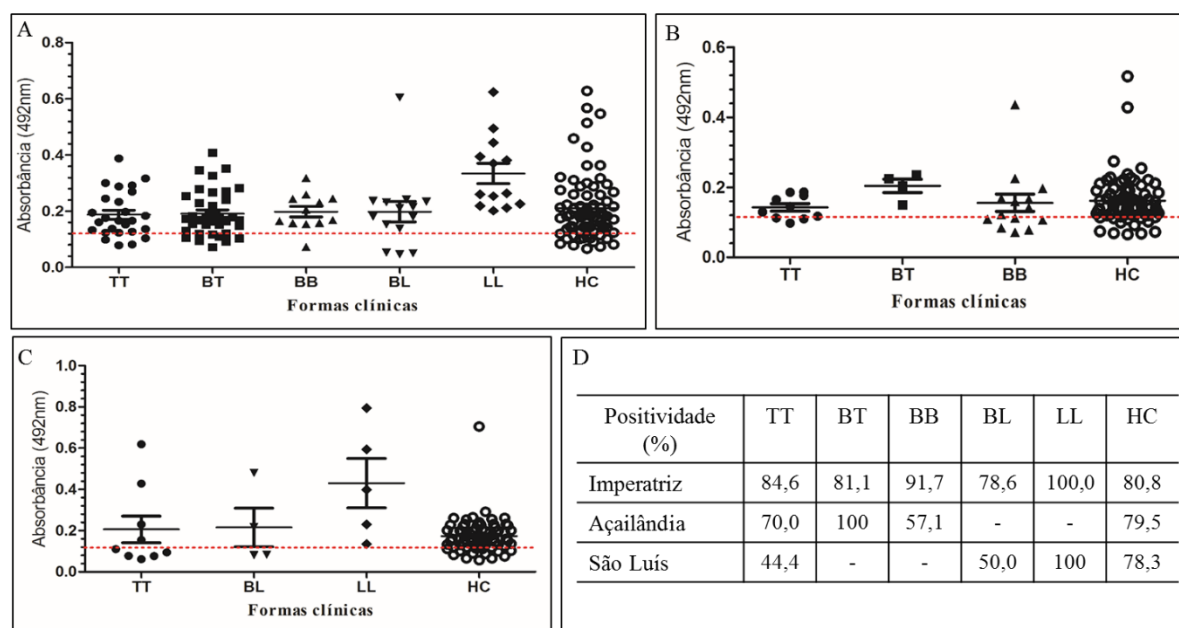 A
Absorbância (492nm)
0.8
0.6
0.4
0.2
0.0
TT BT BB BL LL HC
Formas clínicas
B
Absorbância (492nm)
0.6
0.4
0.2
0.0
TT BT BB HC
Formas clínicas
C
Absorbância (492nm)
1.0
0.8
0.6
0.4
0.2
0.0
TT BL LL HC
Formas clínicas
D
Positividade (%) TT BT BB BL LL HC
Imperatriz 84,6 81,1 91,7 78,6 100,0 80,8
Açailândia 70,0 100 57,1 - - 79,5
São Luís 44,4 - - 50,0 100 78,3